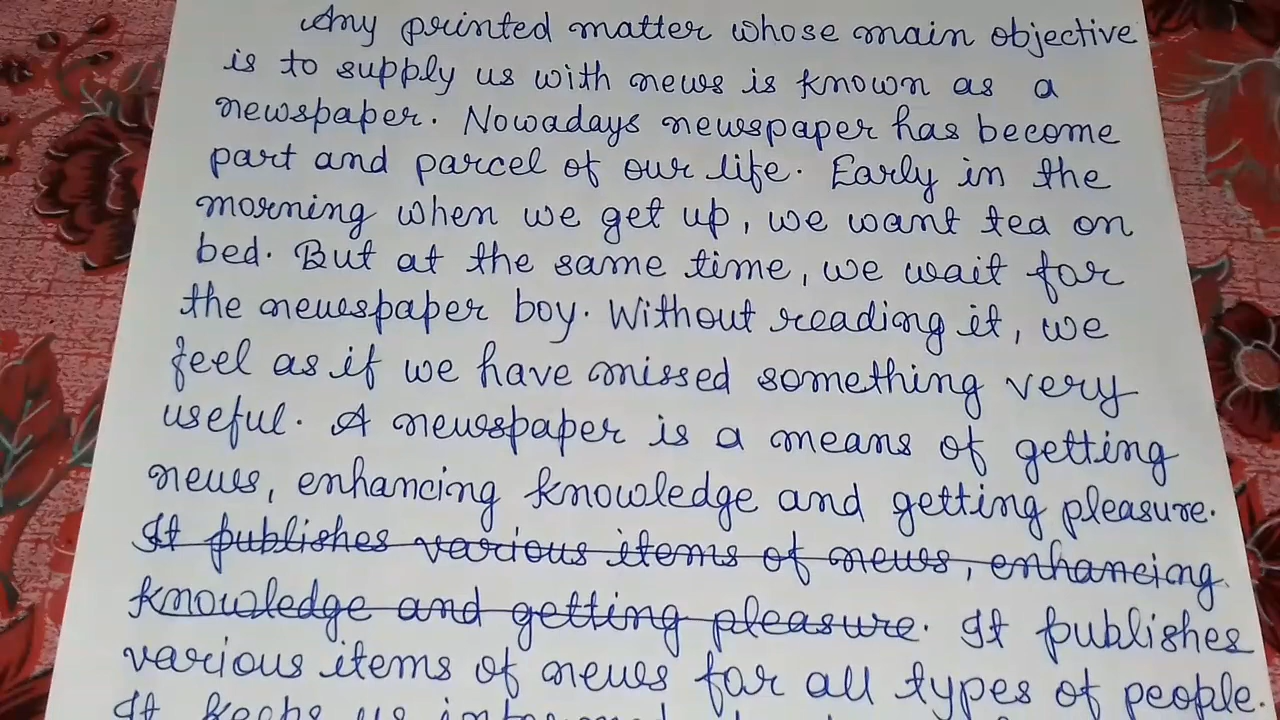 Any printed matter whose main objective
is to supply us with news is known as a
newspaper. Nowadays newspaper has become
part and parcel of our life. Early in the
morning when we get up, we want tea on
bed. But at the same time, we wait for
the newspaper boy. Without reading it, we
feel as if we have missed something very
useful. A newspaper is a means of getting
news, enhancing knowledge and getting pleasure.
It publishes various items of news, enhancing
knowledge and getting pleasure. It publishes
various items of news for all types of people.
It keeps us informed